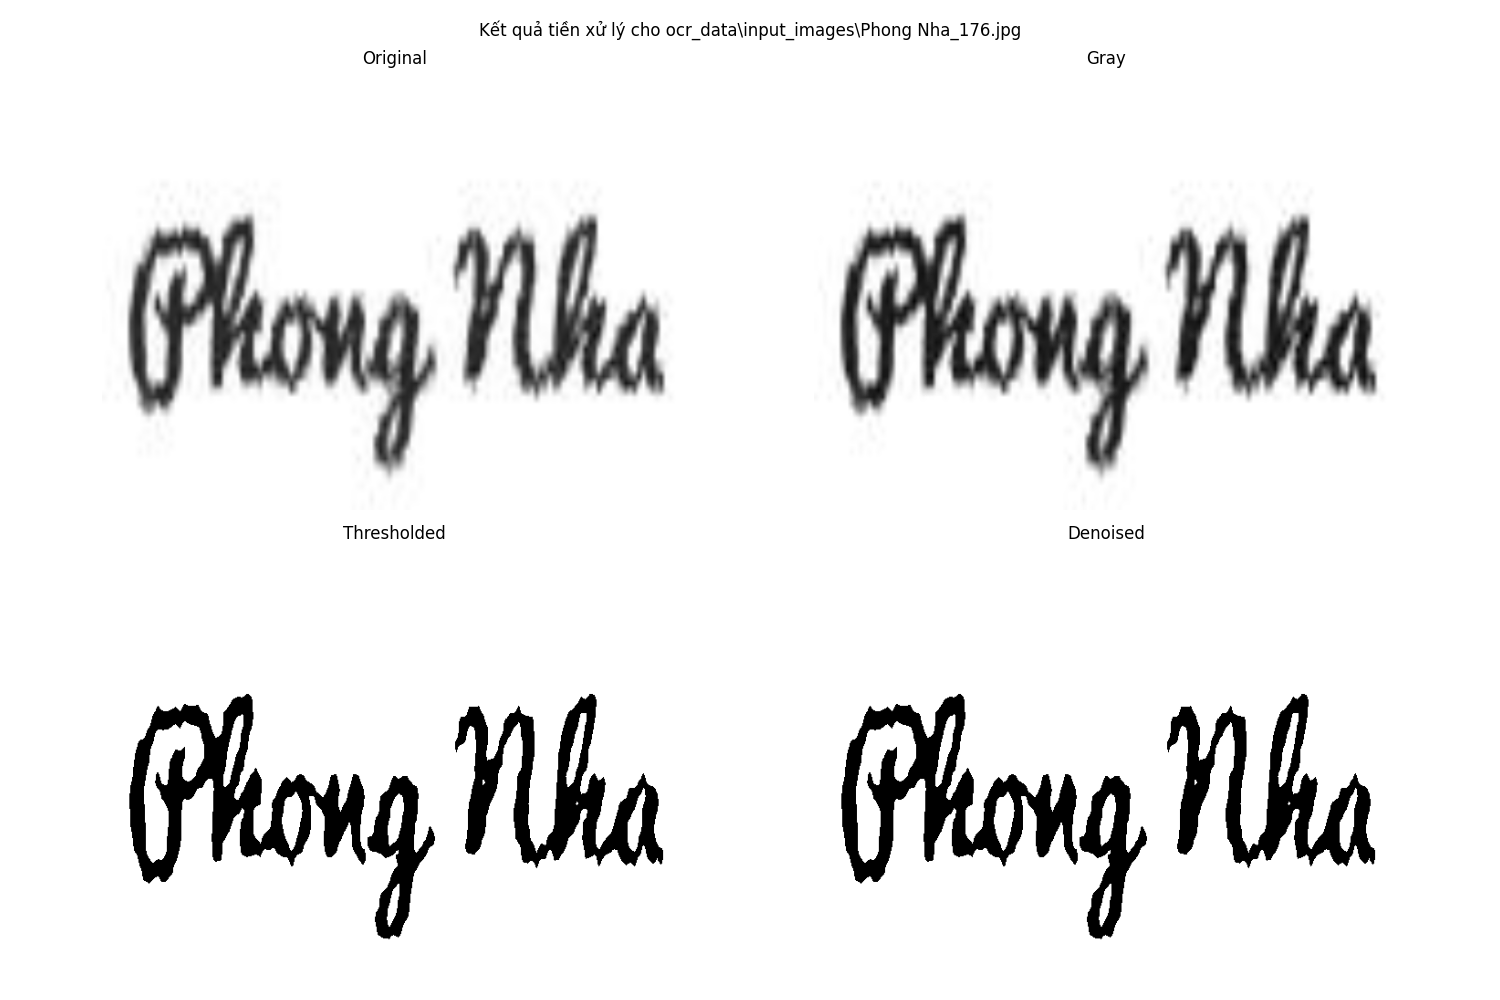 Kết quả tiền xử lý cho ocr_data\input_images\Phong Nha_176.jpg
Original
Gray
Phong Nha
Phong Nha
Thresholded
Denoised
Phong Nha
Phong Nha